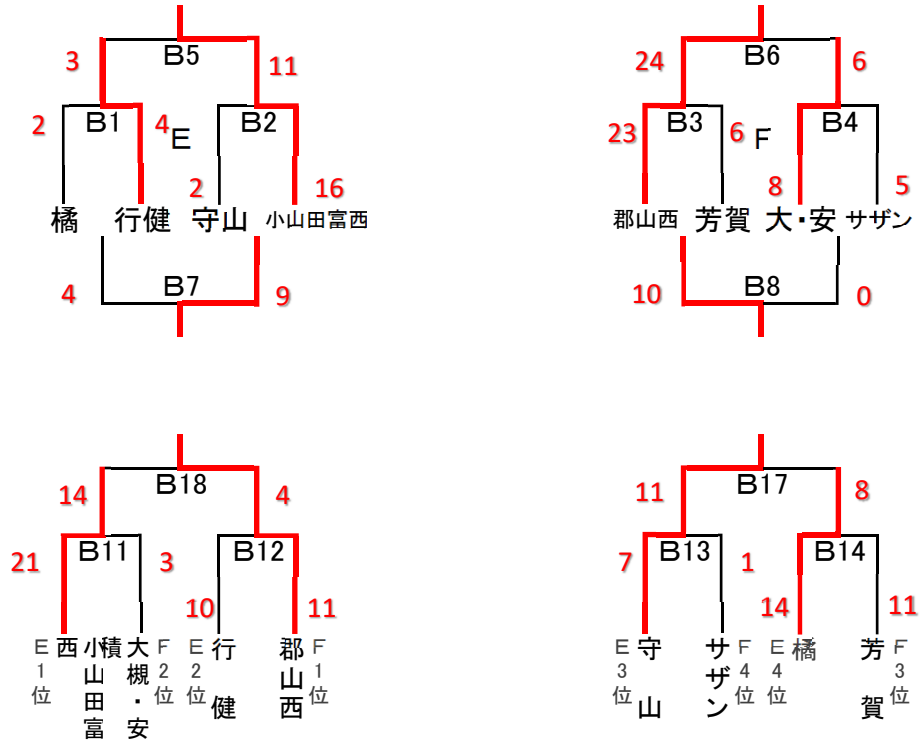 B5
3
11
2
B1
4
E
B2
2
16
橘
行健
守山
小山田富西
B7
4
9
B6
24
6
23
B3
6
F
B4
8
5
郡山西
芳賀
大・安
サザン
B8
10
0
B18
14
4
21
B11
3
B12
10
11
E1位
小山田富西
大槻・安積
F2位
E2位
行健
郡山西
F1位
B17
11
8
7
B13
1
B14
14
11
E3位
守山
サザン
F4位
E4位
橘
芳賀
F3位